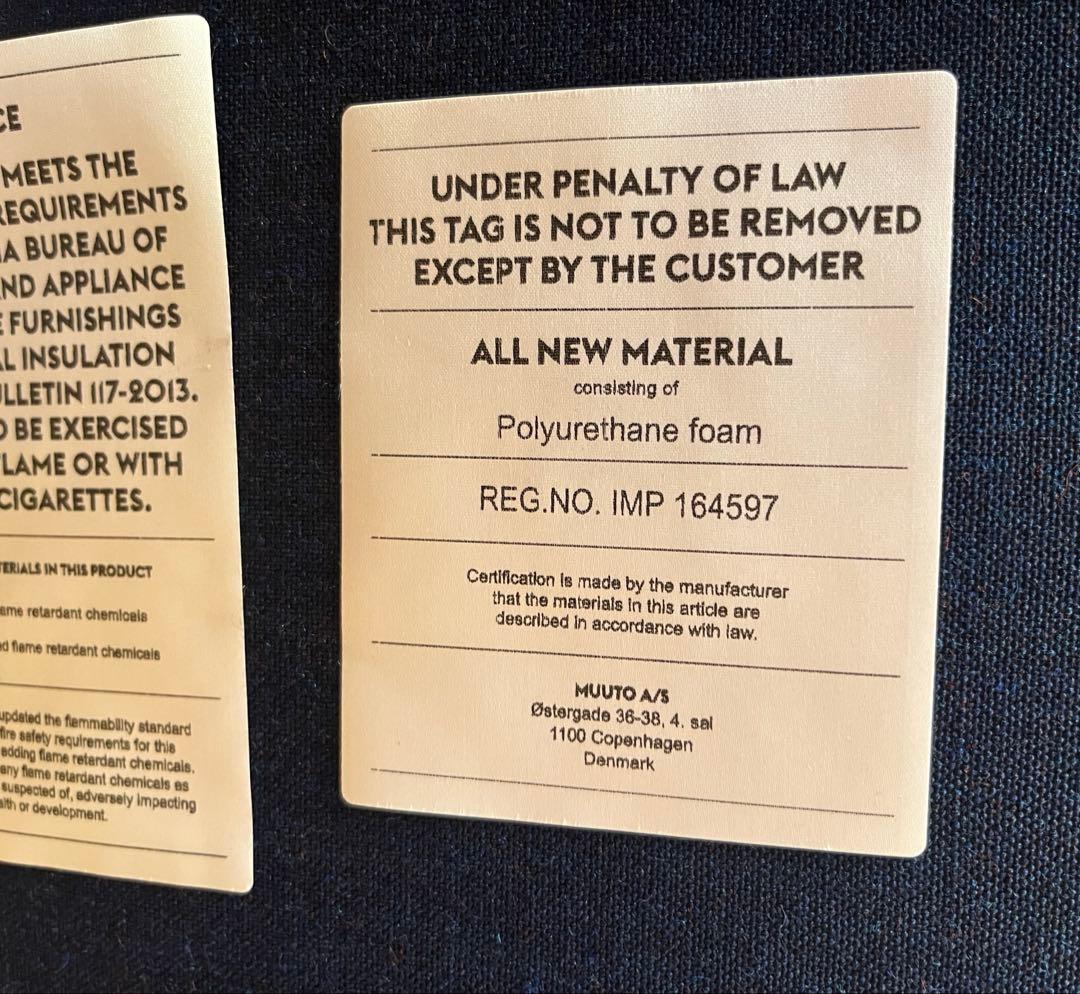 CE
MEETS THE
REQUIREMENTS
A BUREAU OF
ND APPLIANCE
FURNISHINGS
L INSULATION
LLETIN 117-2013.
BE EXERCISED
LAME OR WITH
CIGARETTES.
TERIALS IN THIS PRODUCT
ame retardant chemicals
d flame retardant chemicals
updated the flammability standard
fire safety requirements for this
adding flame retardant chemicals.
any flame retardant chemicals as
suspected of, adversely impacting
alth or development.
UNDER PENALTY OF LAW
THIS TAG IS NOT TO BE REMOVED
EXCEPT BY THE CUSTOMER
ALL NEW MATERIAL
consisting of
Polyurethane foam
REG.NO. IMP 164597
Certification is made by the manufacturer
that the materials in this article are
described in accordance with law.
MUUTO A/S
Østergade 36-38, 4. sal
1100 Copenhagen
Denmark